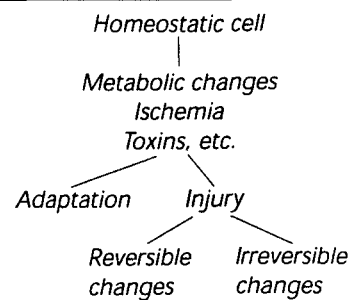 Homeostatic cell
Metabolic changes
Ischemia
Toxins, etc.
Adaptation Injury
Reversible Irreversible
changes changes